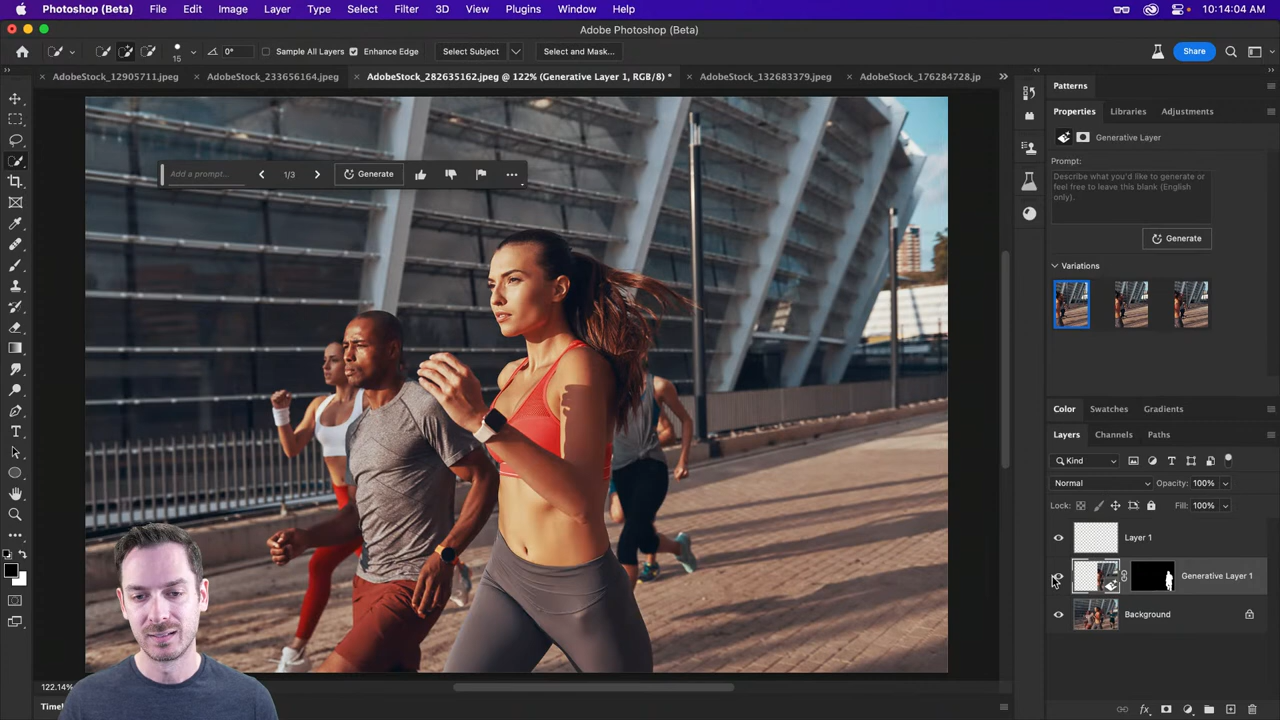 Photoshop (Beta) File Edit Image Layer Type Select Filter 3D View Plugins Window Help 10:14:04 AM
Adobe Photoshop (Beta)
15 0° Sample All Layers Enhance Edge Select Subject Select and Mask... Share
AdobeStock_12905711.jpeg AdobeStock_233656164.jpeg AdobeStock_282635162.jpeg @ 122% (Generative Layer 1, RGB/8) * AdobeStock_132683379.jpeg AdobeStock_176284728.jp
Patterns
Properties Libraries Adjustments
Generative Layer
Prompt:
Describe what you'd like to generate or
feel free to leave this blank (English
only).
Generate
Add a prompt... 1/3 Generate
Variations
Color Swatches Gradients
Layers Channels Paths
Kind
Normal Opacity: 100%
Lock: Fill: 100%
Layer 1
Generative Layer 1
Background
122.14%
Timel